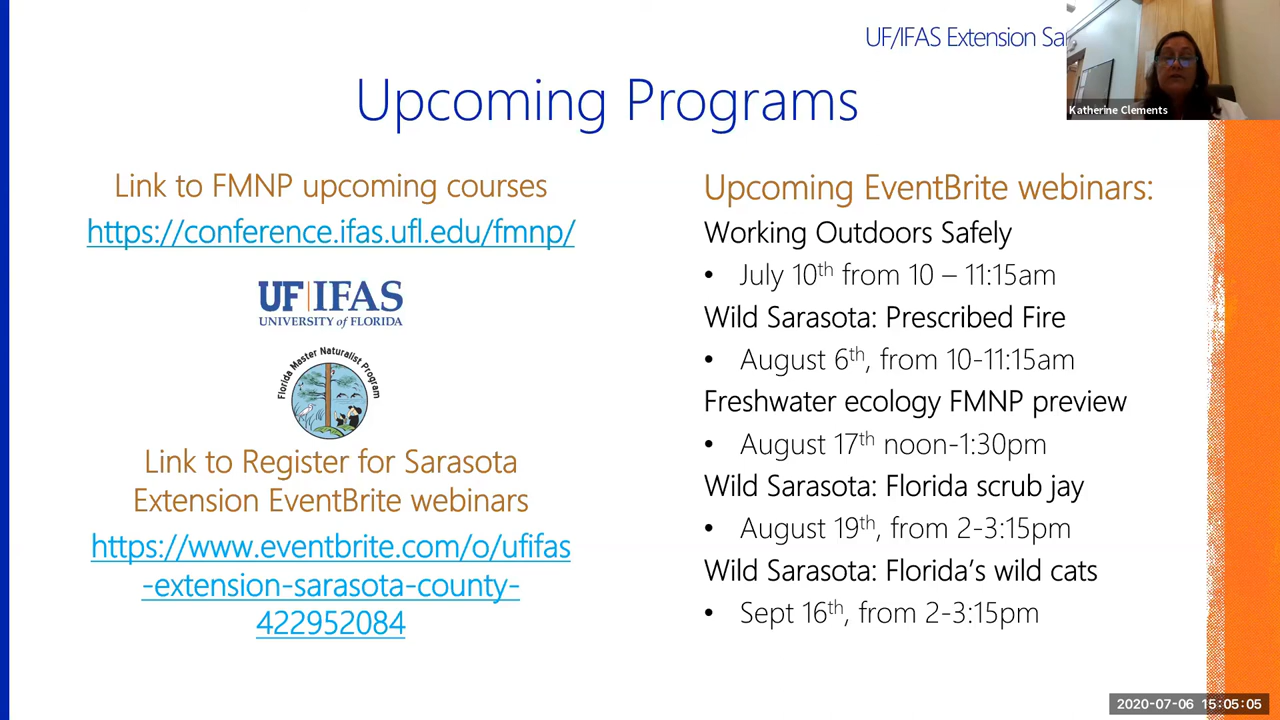 UF/IFAS Extension Sa
Katherine Clements
Upcoming Programs
Link to FMNP upcoming courses
https://conference.ifas.ufl.edu/fmnp/
UF|IFAS
UNIVERSITY of FLORIDA
Florida Master Naturalist Program
Link to Register for Sarasota
Extension EventBrite webinars
https://www.eventbrite.com/o/ufifas
-extension-sarasota-county-
422952084
Upcoming EventBrite webinars:
Working Outdoors Safely
• July 10th from 10 – 11:15am
Wild Sarasota: Prescribed Fire
• August 6th, from 10-11:15am
Freshwater ecology FMNP preview
• August 17th noon-1:30pm
Wild Sarasota: Florida scrub jay
• August 19th, from 2-3:15pm
Wild Sarasota: Florida’s wild cats
• Sept 16th, from 2-3:15pm
2020-07-06 15:05:05